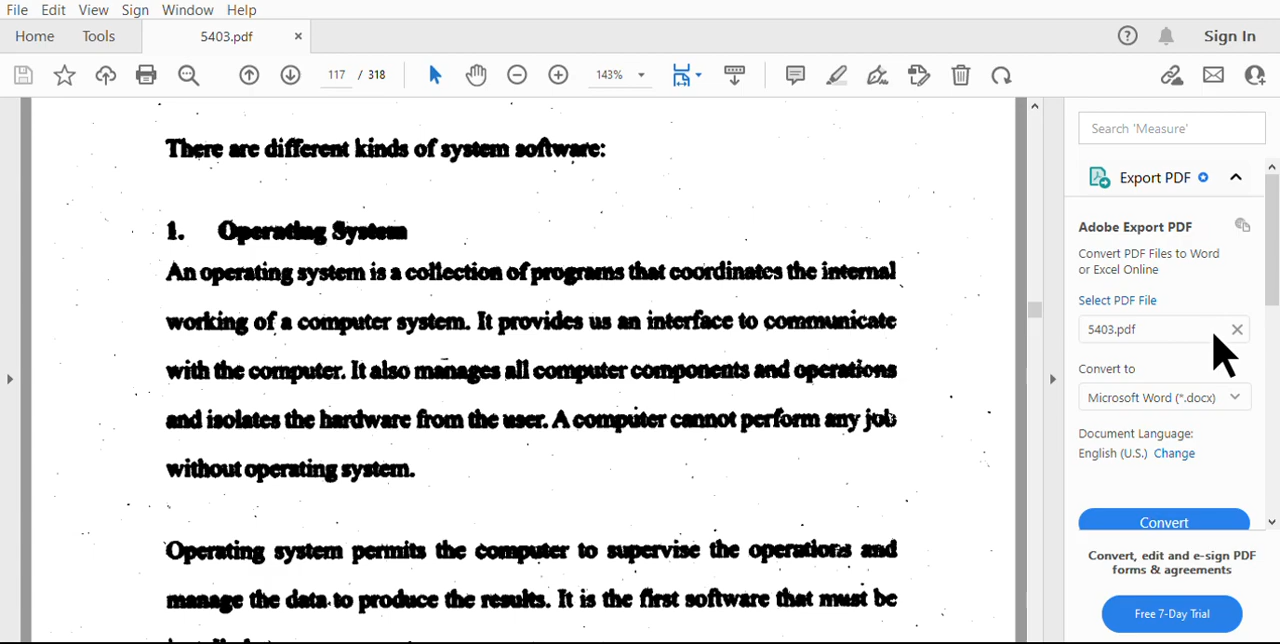 File Edit View Sign Window Help
Home Tools 5403.pdf × Sign In
117 / 318 143%
There are different kinds of system software:
1. Operating System
An operating system is a collection of programs that coordinates the internal
working of a computer system. It provides us an interface to communicate
with the computer. It also manages all computer components and operations
and isolates the hardware from the user. A computer cannot perform any job
without operating system.
Operating system permits the computer to supervise the operations and
manage the data to produce the results. It is the first software that must be
Search 'Measure'
Export PDF
Adobe Export PDF
Convert PDF Files to Word
or Excel Online
Select PDF File
5403.pdf
Convert to
Microsoft Word (*.docx)
Document Language:
English (U.S.) Change
Convert
Convert, edit and e-sign PDF
forms & agreements
Free 7-Day Trial